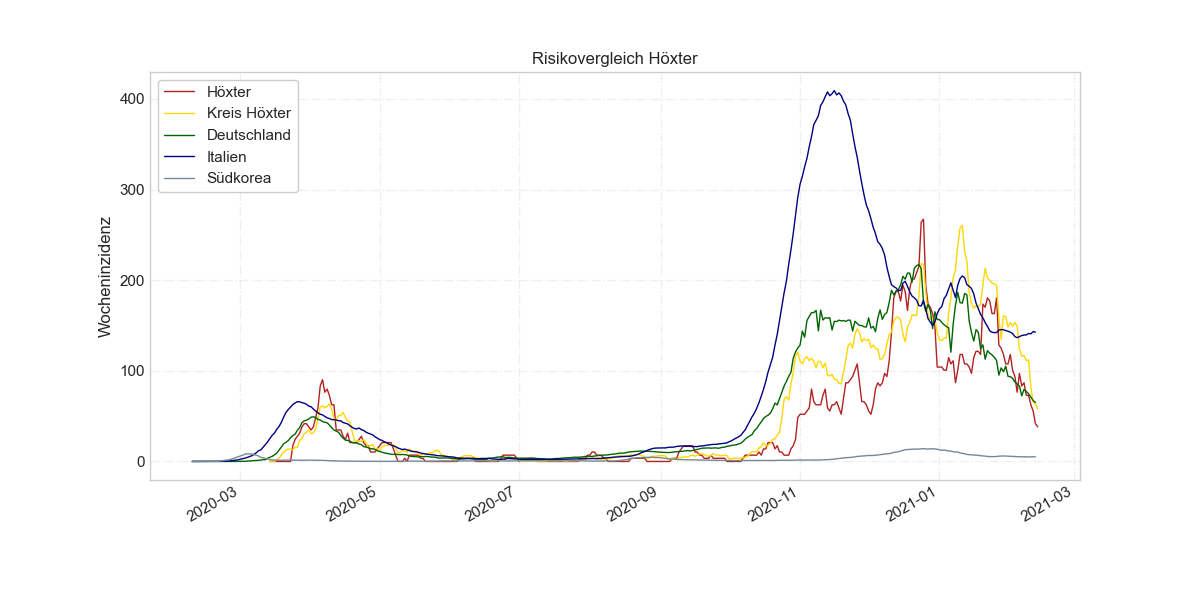 Risikovergleich Höxter
Höxter
Kreis Höxter
Deutschland
Italien
Südkorea
Wocheninzidenz
400
300
200
100
0
2020-03
2020-05
2020-07
2020-09
2020-11
2021-01
2021-03